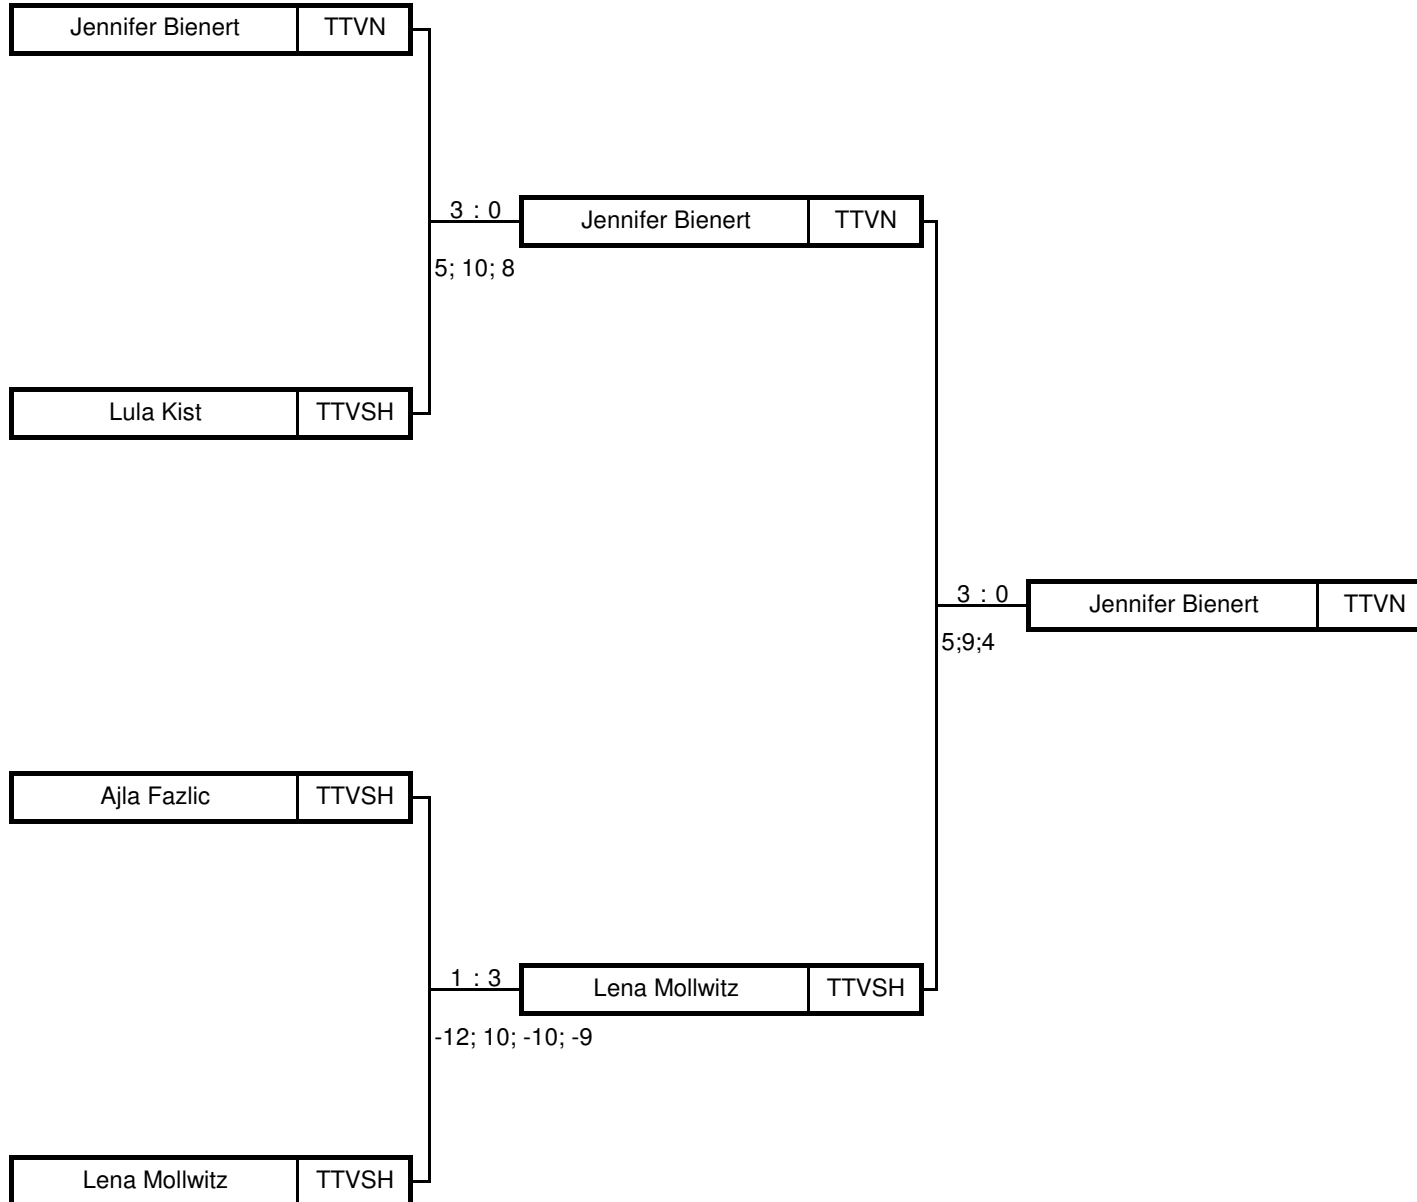 Jennifer Bienert TTVN
3 : 0 Jennifer Bienert TTVN
5; 10; 8
Lula Kist TTVSH
3 : 0 Jennifer Bienert TTVN
5;9;4
Ajla Fazlic TTVSH
1 : 3 Lena Mollwitz TTVSH
-12; 10; -10; -9
Lena Mollwitz TTVSH